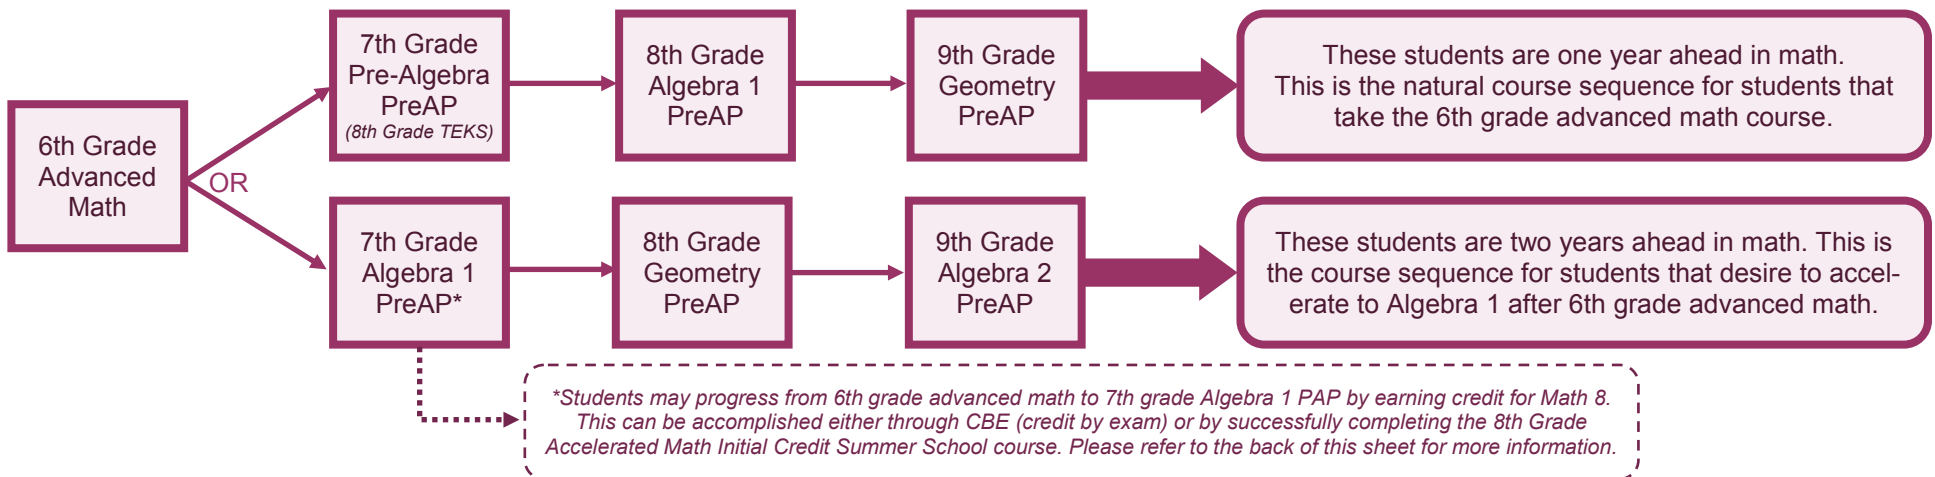 6th Grade
Advanced
Math
OR
7th Grade
Pre-Algebra
PreAP
(8th Grade TEKS)
8th Grade
Algebra 1
PreAP
9th Grade
Geometry
PreAP
These students are one year ahead in math.
This is the natural course sequence for students that
take the 6th grade advanced math course.
7th Grade
Algebra 1
PreAP*
8th Grade
Geometry
PreAP
9th Grade
Algebra 2
PreAP
These students are two years ahead in math. This is
the course sequence for students that desire to accel-
erate to Algebra 1 after 6th grade advanced math.
*Students may progress from 6th grade advanced math to 7th grade Algebra 1 PAP by earning credit for Math 8.
This can be accomplished either through CBE (credit by exam) or by successfully completing the 8th Grade
Accelerated Math Initial Credit Summer School course. Please refer to the back of this sheet for more information.